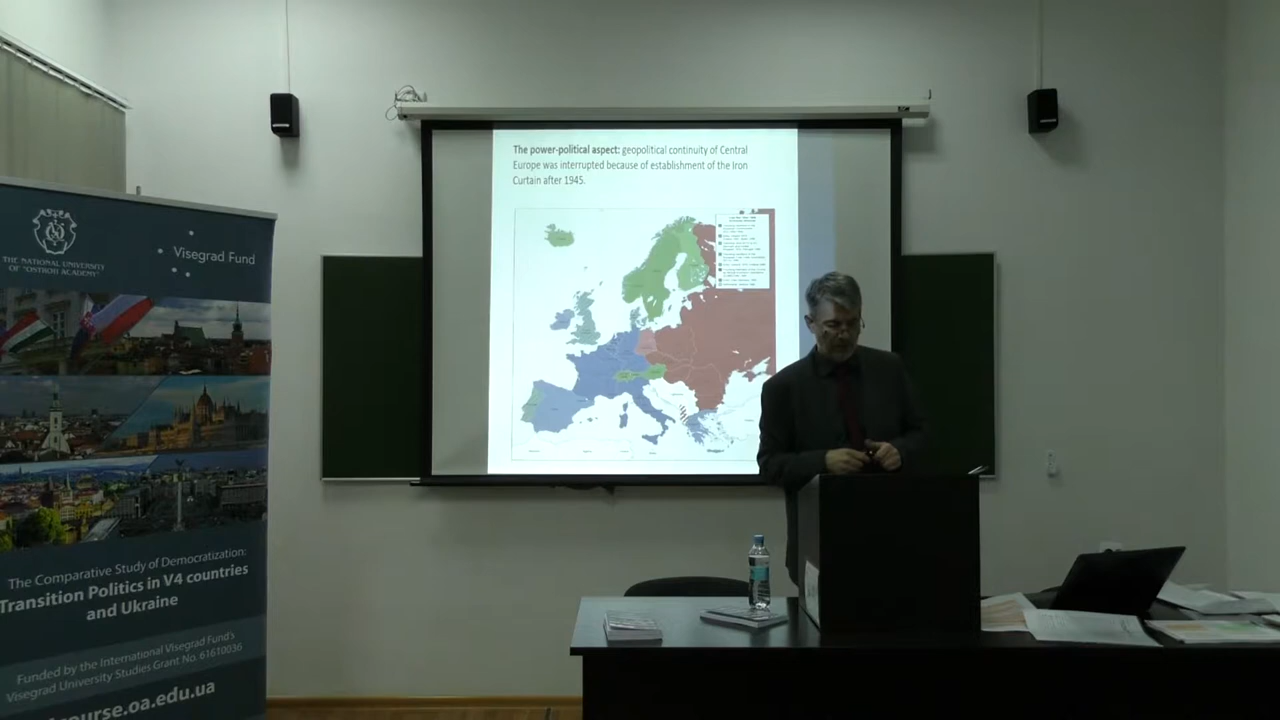 THE NATIONAL UNIVERSITY
OF "OSTROH ACADEMY"
Visegrad Fund
The Comparative Study of Democratization:
Transition Politics in V4 countries
and Ukraine
Funded by the International Visegrad Fund's
Visegrad University Studies Grant No. 61610036
course.oa.edu.ua
The power-political aspect: geopolitical continuity of Central
Europe was interrupted because of establishment of the Iron
Curtain after 1945.